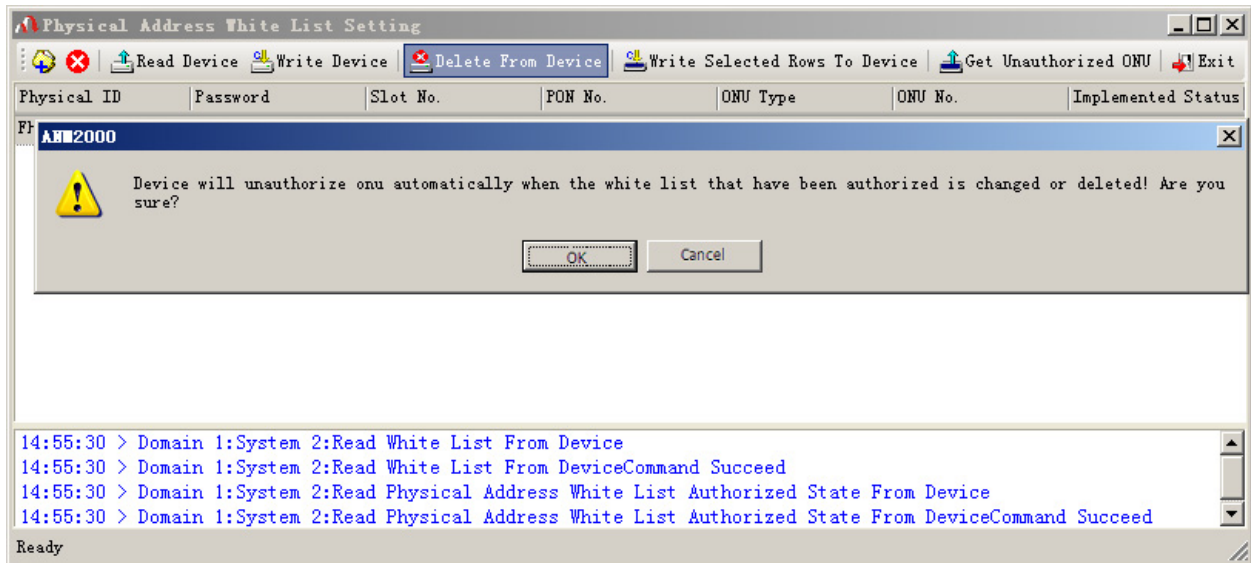 Physical Address White List Setting
Read Device Write Device Delete From Device Write Selected Rows To Device Get Unauthorized ONU Exit
Physical ID Password Slot No. PON No. ONU Type ONU No. Implemented Status
ANM2000
Device will unauthorize onu automatically when the white list that have been authorized is changed or deleted! Are you
sure?
OK Cancel
14:55:30 > Domain 1:System 2:Read White List From Device
14:55:30 > Domain 1:System 2:Read White List From DeviceCommand Succeed
14:55:30 > Domain 1:System 2:Read Physical Address White List Authorized State From Device
14:55:30 > Domain 1:System 2:Read Physical Address White List Authorized State From DeviceCommand Succeed
Ready